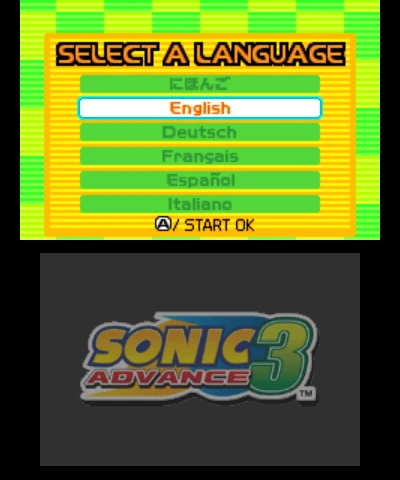 SELECT A LANGUAGE
にほんご
English
Deutsch
Français
Español
Italiano
Ⓐ/ START OK
SONIC
ADVANCE 3
TM